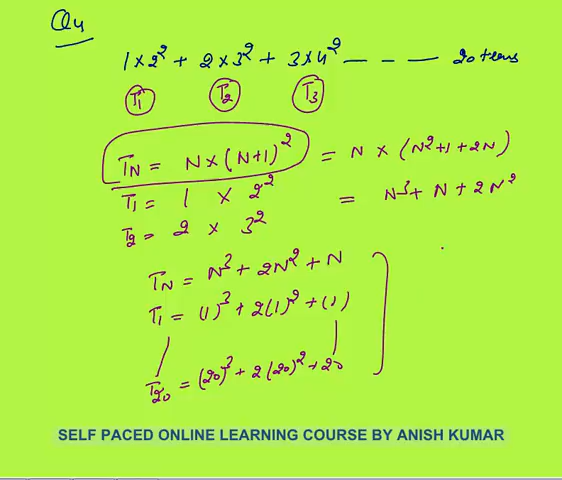 Q4
1×2² + 2×3² + 3×4² – – – 20 terms
T1 T2 T3
TN = N×(N+1)² = N × (N²+1+2N)
T1 = 1 × 2² = N³ + N + 2N²
T2 = 2 × 3²
TN = N³ + 2N² + N
T1 = (1)³ + 2(1)² + (1)
T20 = (20)³ + 2(20)² + 20
SELF PACED ONLINE LEARNING COURSE BY ANISH KUMAR